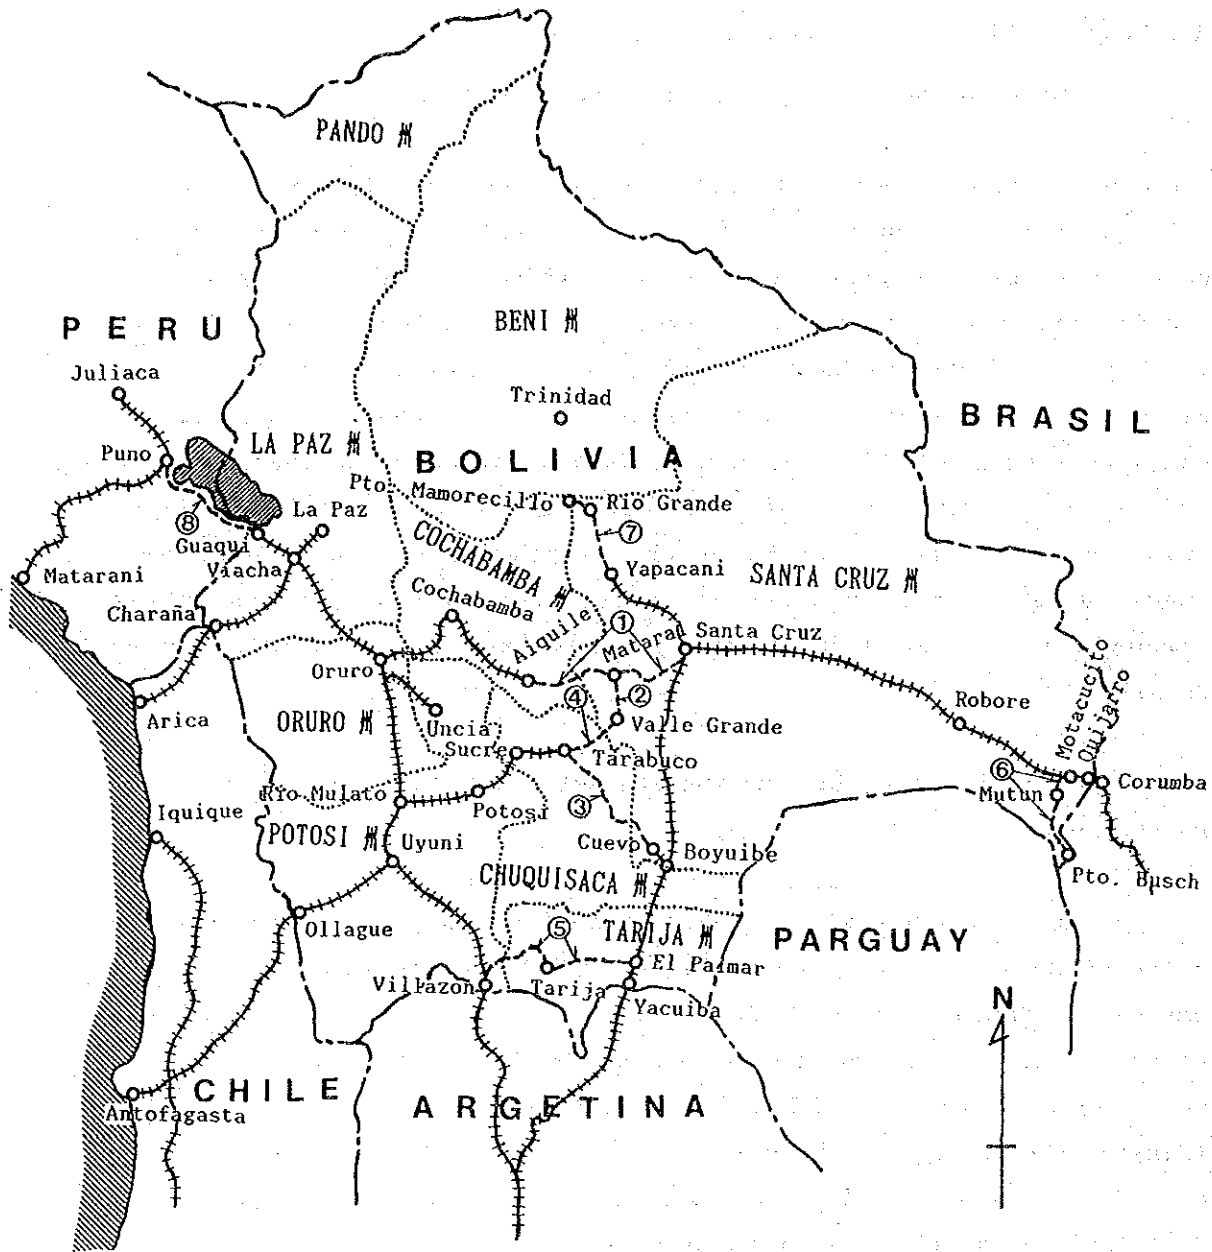 PANDO 州
PERU
BENI 州
Juliaca
Trinidad
BRASIL
Puno
LA PAZ 州
BOLIVIA
Pto. Mamorecillo
Rio Grande
La Paz
⑧
⑦
Guaqui
Viacha
COCHABAMBA 州
Matarani
Yapacani
SANTA CRUZ 州
Charaña
Cochabamba
Aiquile
①
Matarad
Santa Cruz
Oruro
Motacucito
Quijarro
②
Robore
Arica
ORURO 州
Uncia
④
Valle Grande
Sucre
Tarabuco
⑥
Corumba
Rio Mulato
Mutun
Iquique
Potosi
③
POTOSI 州
Uyuni
Cuevo
Boyuibe
CHUQUISACA 州
Pto. Busch
Ollague
⑤
TARIJA 州
PARGUAY
El Palmar
Villazon
Tarija
Yacuiba
N
CHILE
ARGETINA
Antofagasta